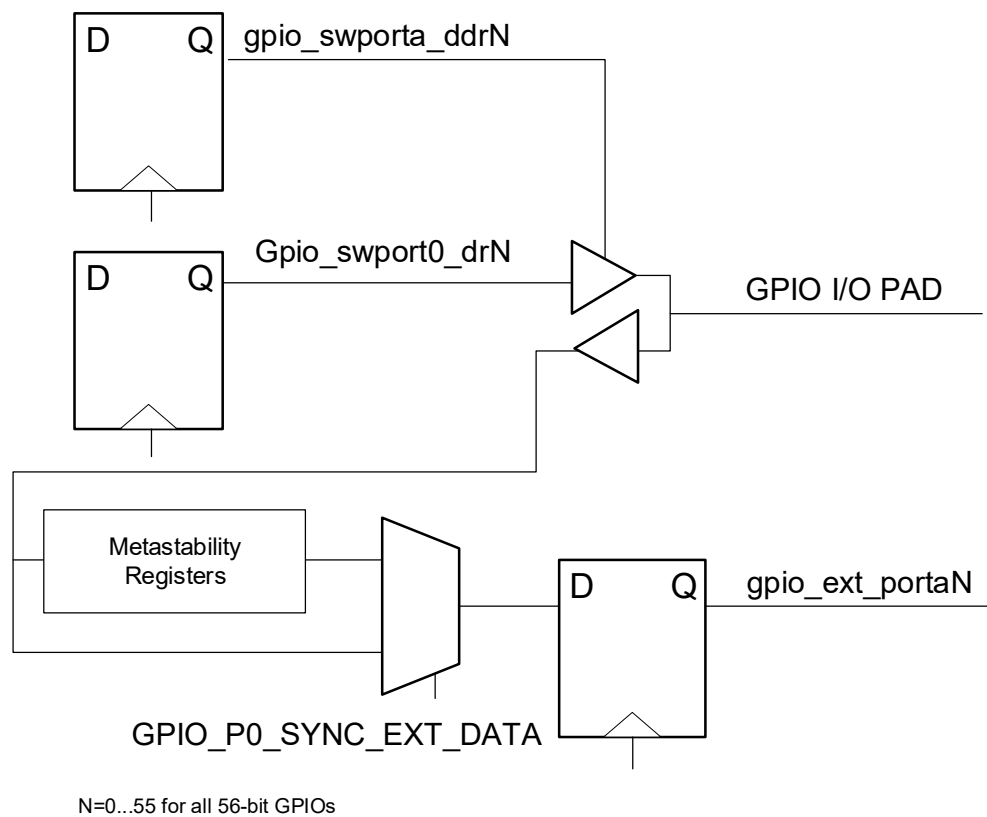 D Q gpio_swporta_ddrN
D Q Gpio_swport0_drN
GPIO I/O PAD
Metastability
Registers
D Q gpio_ext_portaN
GPIO_P0_SYNC_EXT_DATA
N=0...55 for all 56-bit GPIOs